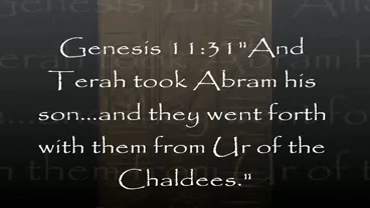 Genesis 11:31"And
Terah took Abram his
son...and they went forth
with them from Ur of the
Chaldees."